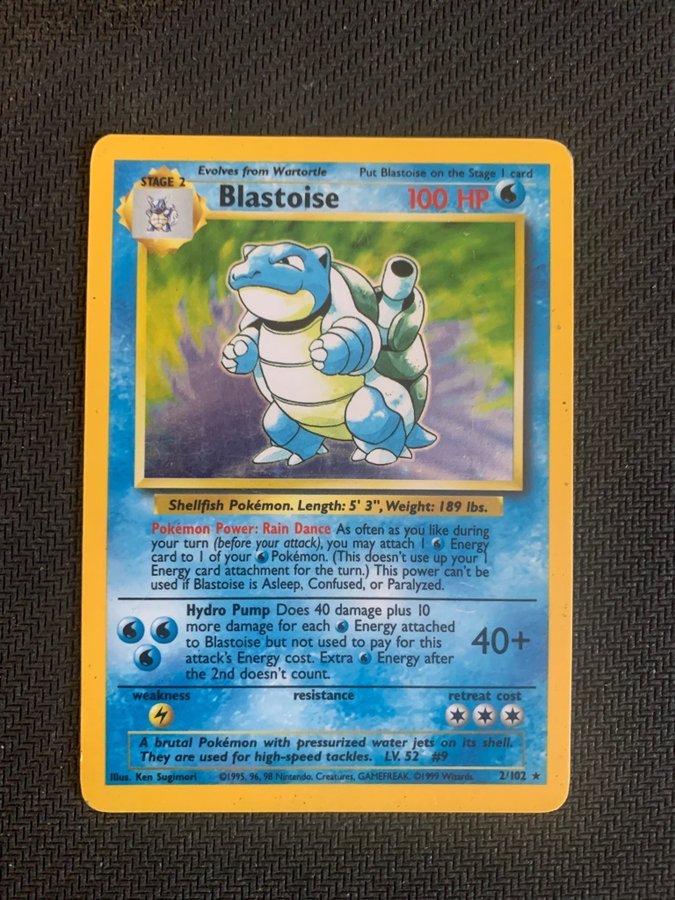 Evolves from Wartortle Put Blastoise on the Stage 1 card
STAGE 2
Blastoise 100 HP
Shellfish Pokémon. Length: 5' 3", Weight: 189 lbs.
Pokémon Power: Rain Dance As often as you like during
your turn (before your attack), you may attach 1 Energy
card to 1 of your Pokémon. (This doesn't use up your 1
Energy card attachment for the turn.) This power can't be
used if Blastoise is Asleep, Confused, or Paralyzed.
Hydro Pump Does 40 damage plus 10
more damage for each Energy attached
to Blastoise but not used to pay for this
attack's Energy cost. Extra Energy after
the 2nd doesn't count.
40+
weakness resistance retreat cost
A brutal Pokémon with pressurized water jets on its shell.
They are used for high-speed tackles. LV. 52 #9
Illus. Ken Sugimori ©1995, 96, 98 Nintendo, Creatures, GAMEFREAK. ©1999 Wizards. 2/102 ★